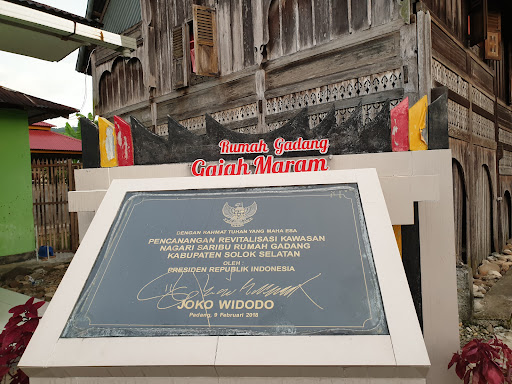 Rumah Gadang
Gajah Maram
DENGAN RAHMAT TUHAN YANG MAHA ESA
PENCANANGAN REVITALISASI KAWASAN
NAGARI SARIBU RUMAH GADANG
KABUPATEN SOLOK SELATAN
OLEH :
PRESIDEN REPUBLIK INDONESIA
JOKO WIDODO
Padang, 9 Februari 2018